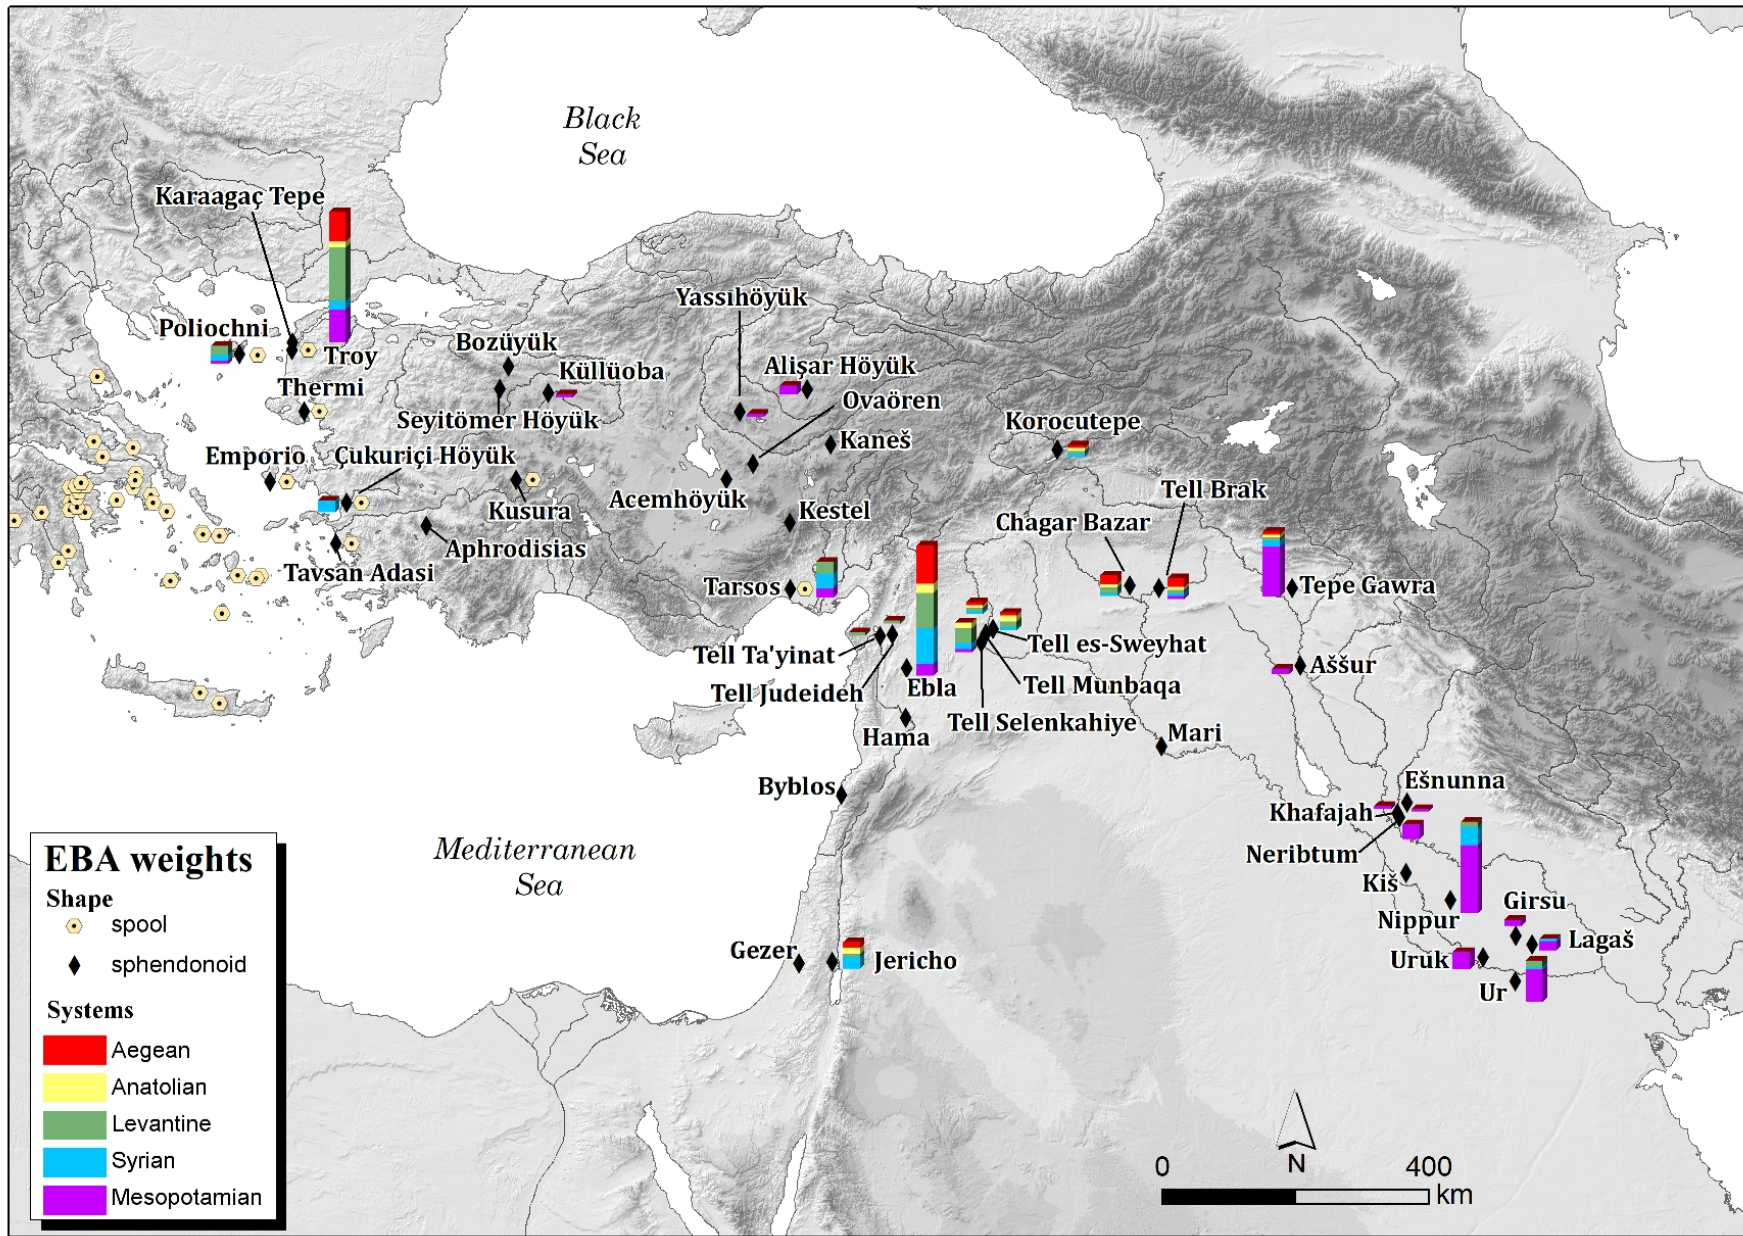 Black
Sea
Karaagaç Tepe
Yassıhöyük
Poliochni
Troy
Bozüyük
Küllüoba
Alişar Höyük
Thermi
Ovaören
Seyitömer Höyük
Korocutepe
Kaneš
Emporio
Çukuriçi Höyük
Tell Brak
Acemhöyük
Kusura
Kestel
Chagar Bazar
Aphrodisias
Tavsan Adasi
Tarsos
Tepe Gawra
Tell Ta'yinat
Tell es-Sweyhat
Aššur
Tell Judeideh
Ebla
Tell Munbaqa
Tell Selenkahiye
Hama
Mari
Byblos
Ešnunna
Khafajah
Neribtum
Mediterranean
Sea
Kiš
Nippur
Girsu
Lagaš
Gezer
Jericho
Uruk
Ur
EBA weights
Shape
spool
sphendonoid
Systems
Aegean
Anatolian
Levantine
Syrian
Mesopotamian
N
0 400
km